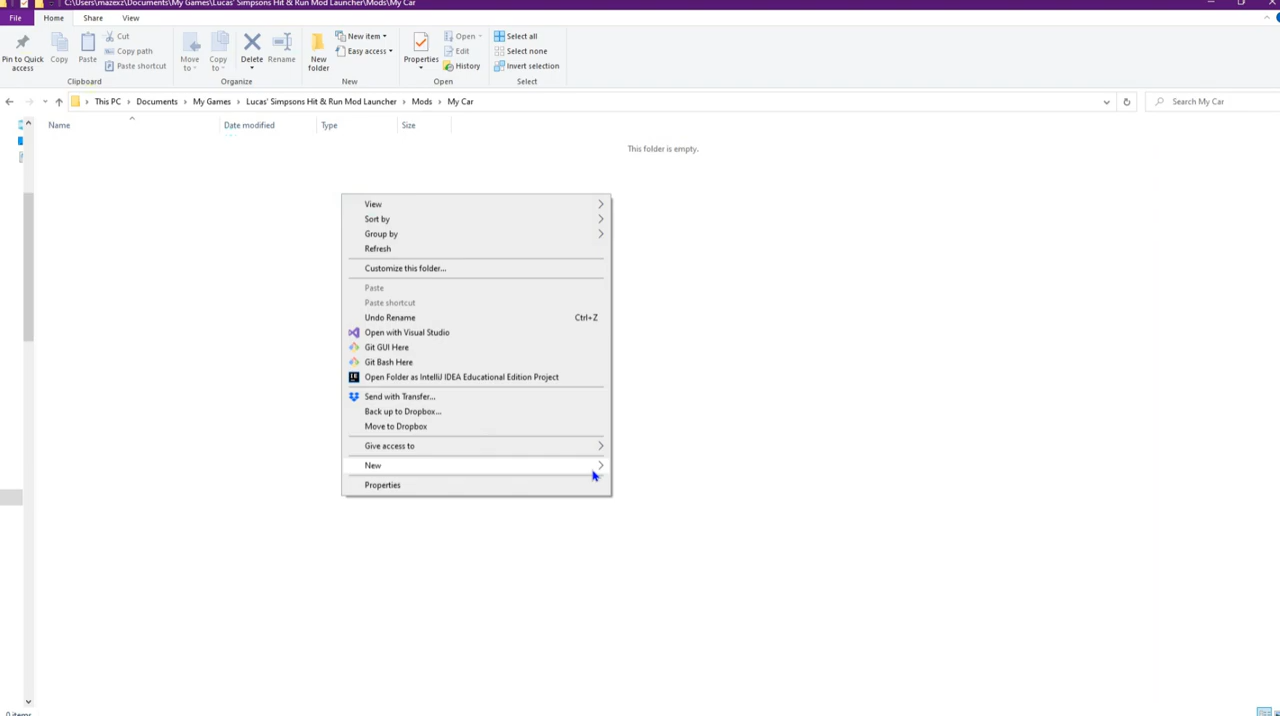 C:\Users\mazexz\Documents\My Games\Lucas' Simpsons Hit & Run Mod Launcher\Mods\My Car
File Home Share View
Pin to Quick access
Copy
Paste
Cut
Copy path
Paste shortcut
Clipboard
Move to
Copy to
Delete
Rename
Organize
New folder
New item
Easy access
New
Properties
Open
Edit
History
Open
Select all
Select none
Invert selection
Select
This PC Documents My Games Lucas' Simpsons Hit & Run Mod Launcher Mods My Car
Search My Car
Name Date modified Type Size
This folder is empty.
View
Sort by
Group by
Refresh
Customize this folder...
Paste
Paste shortcut
Undo Rename Ctrl+Z
Open with Visual Studio
Git GUI Here
Git Bash Here
Open Folder as IntelliJ IDEA Educational Edition Project
Send with Transfer...
Back up to Dropbox...
Move to Dropbox
Give access to
New
Properties
0 items